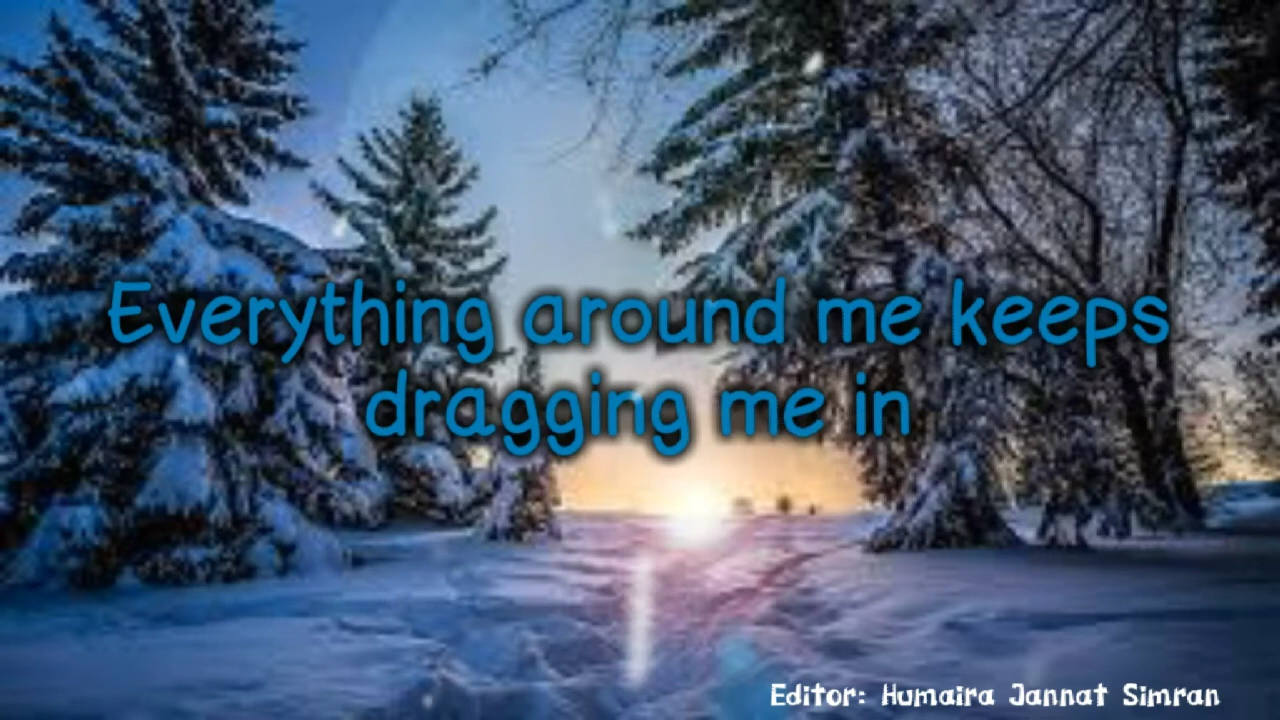 Everything around me keeps
dragging me in
Editor: Humaira Jannat Simran